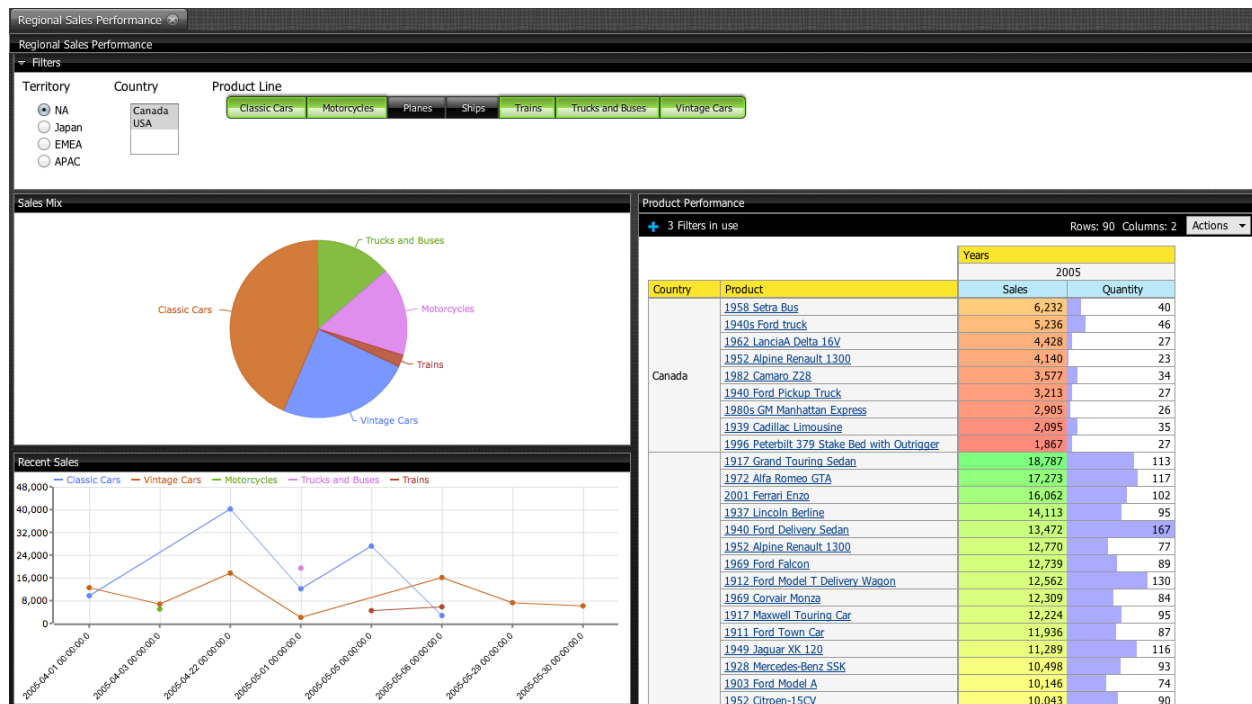 Regional Sales Performance
Regional Sales Performance
Filters
Territory Country Product Line
NA
Japan
EMEA
APAC
Canada
USA
Classic Cars Motorcycles Planes Ships Trains Trucks and Buses Vintage Cars
Sales Mix
Trucks and Buses
Classic Cars
Motorcycles
Trains
Vintage Cars
Recent Sales
Classic Cars Vintage Cars Motorcycles Trucks and Buses Trains
48,000
40,000
32,000
24,000
16,000
8,000
0
2005-04-01 00:00:00.0
2005-04-03 00:00:00.0
2005-04-22 00:00:00.0
2005-05-01 00:00:00.0
2005-05-05 00:00:00.0
2005-05-08 00:00:00.0
2005-05-29 00:00:00.0
2005-05-30 00:00:00.0
Product Performance
3 Filters in use Rows: 90 Columns: 2 Actions
Years
2005
Country Product Sales Quantity
1958 Setra Bus 6,232 40
1940s Ford truck 5,236 46
1962 LanciaA Delta 16V 4,428 27
1952 Alpine Renault 1300 4,140 23
Canada 1982 Camaro Z28 3,577 34
1940 Ford Pickup Truck 3,213 27
1980s GM Manhattan Express 2,905 26
1939 Cadillac Limousine 2,095 35
1996 Peterbilt 379 Stake Bed with Outrigger 1,867 27
1917 Grand Touring Sedan 18,787 113
1972 Alfa Romeo GTA 17,273 117
2001 Ferrari Enzo 16,062 102
1937 Lincoln Berline 14,113 95
1940 Ford Delivery Sedan 13,472 167
1952 Alpine Renault 1300 12,770 77
1969 Ford Falcon 12,739 89
1912 Ford Model T Delivery Wagon 12,562 130
1969 Corvair Monza 12,309 84
1917 Maxwell Touring Car 12,224 95
1911 Ford Town Car 11,936 87
1949 Jaguar XK 120 11,289 116
1928 Mercedes-Benz SSK 10,498 93
1903 Ford Model A 10,146 74
1952 Citroen-15CV 10,043 90